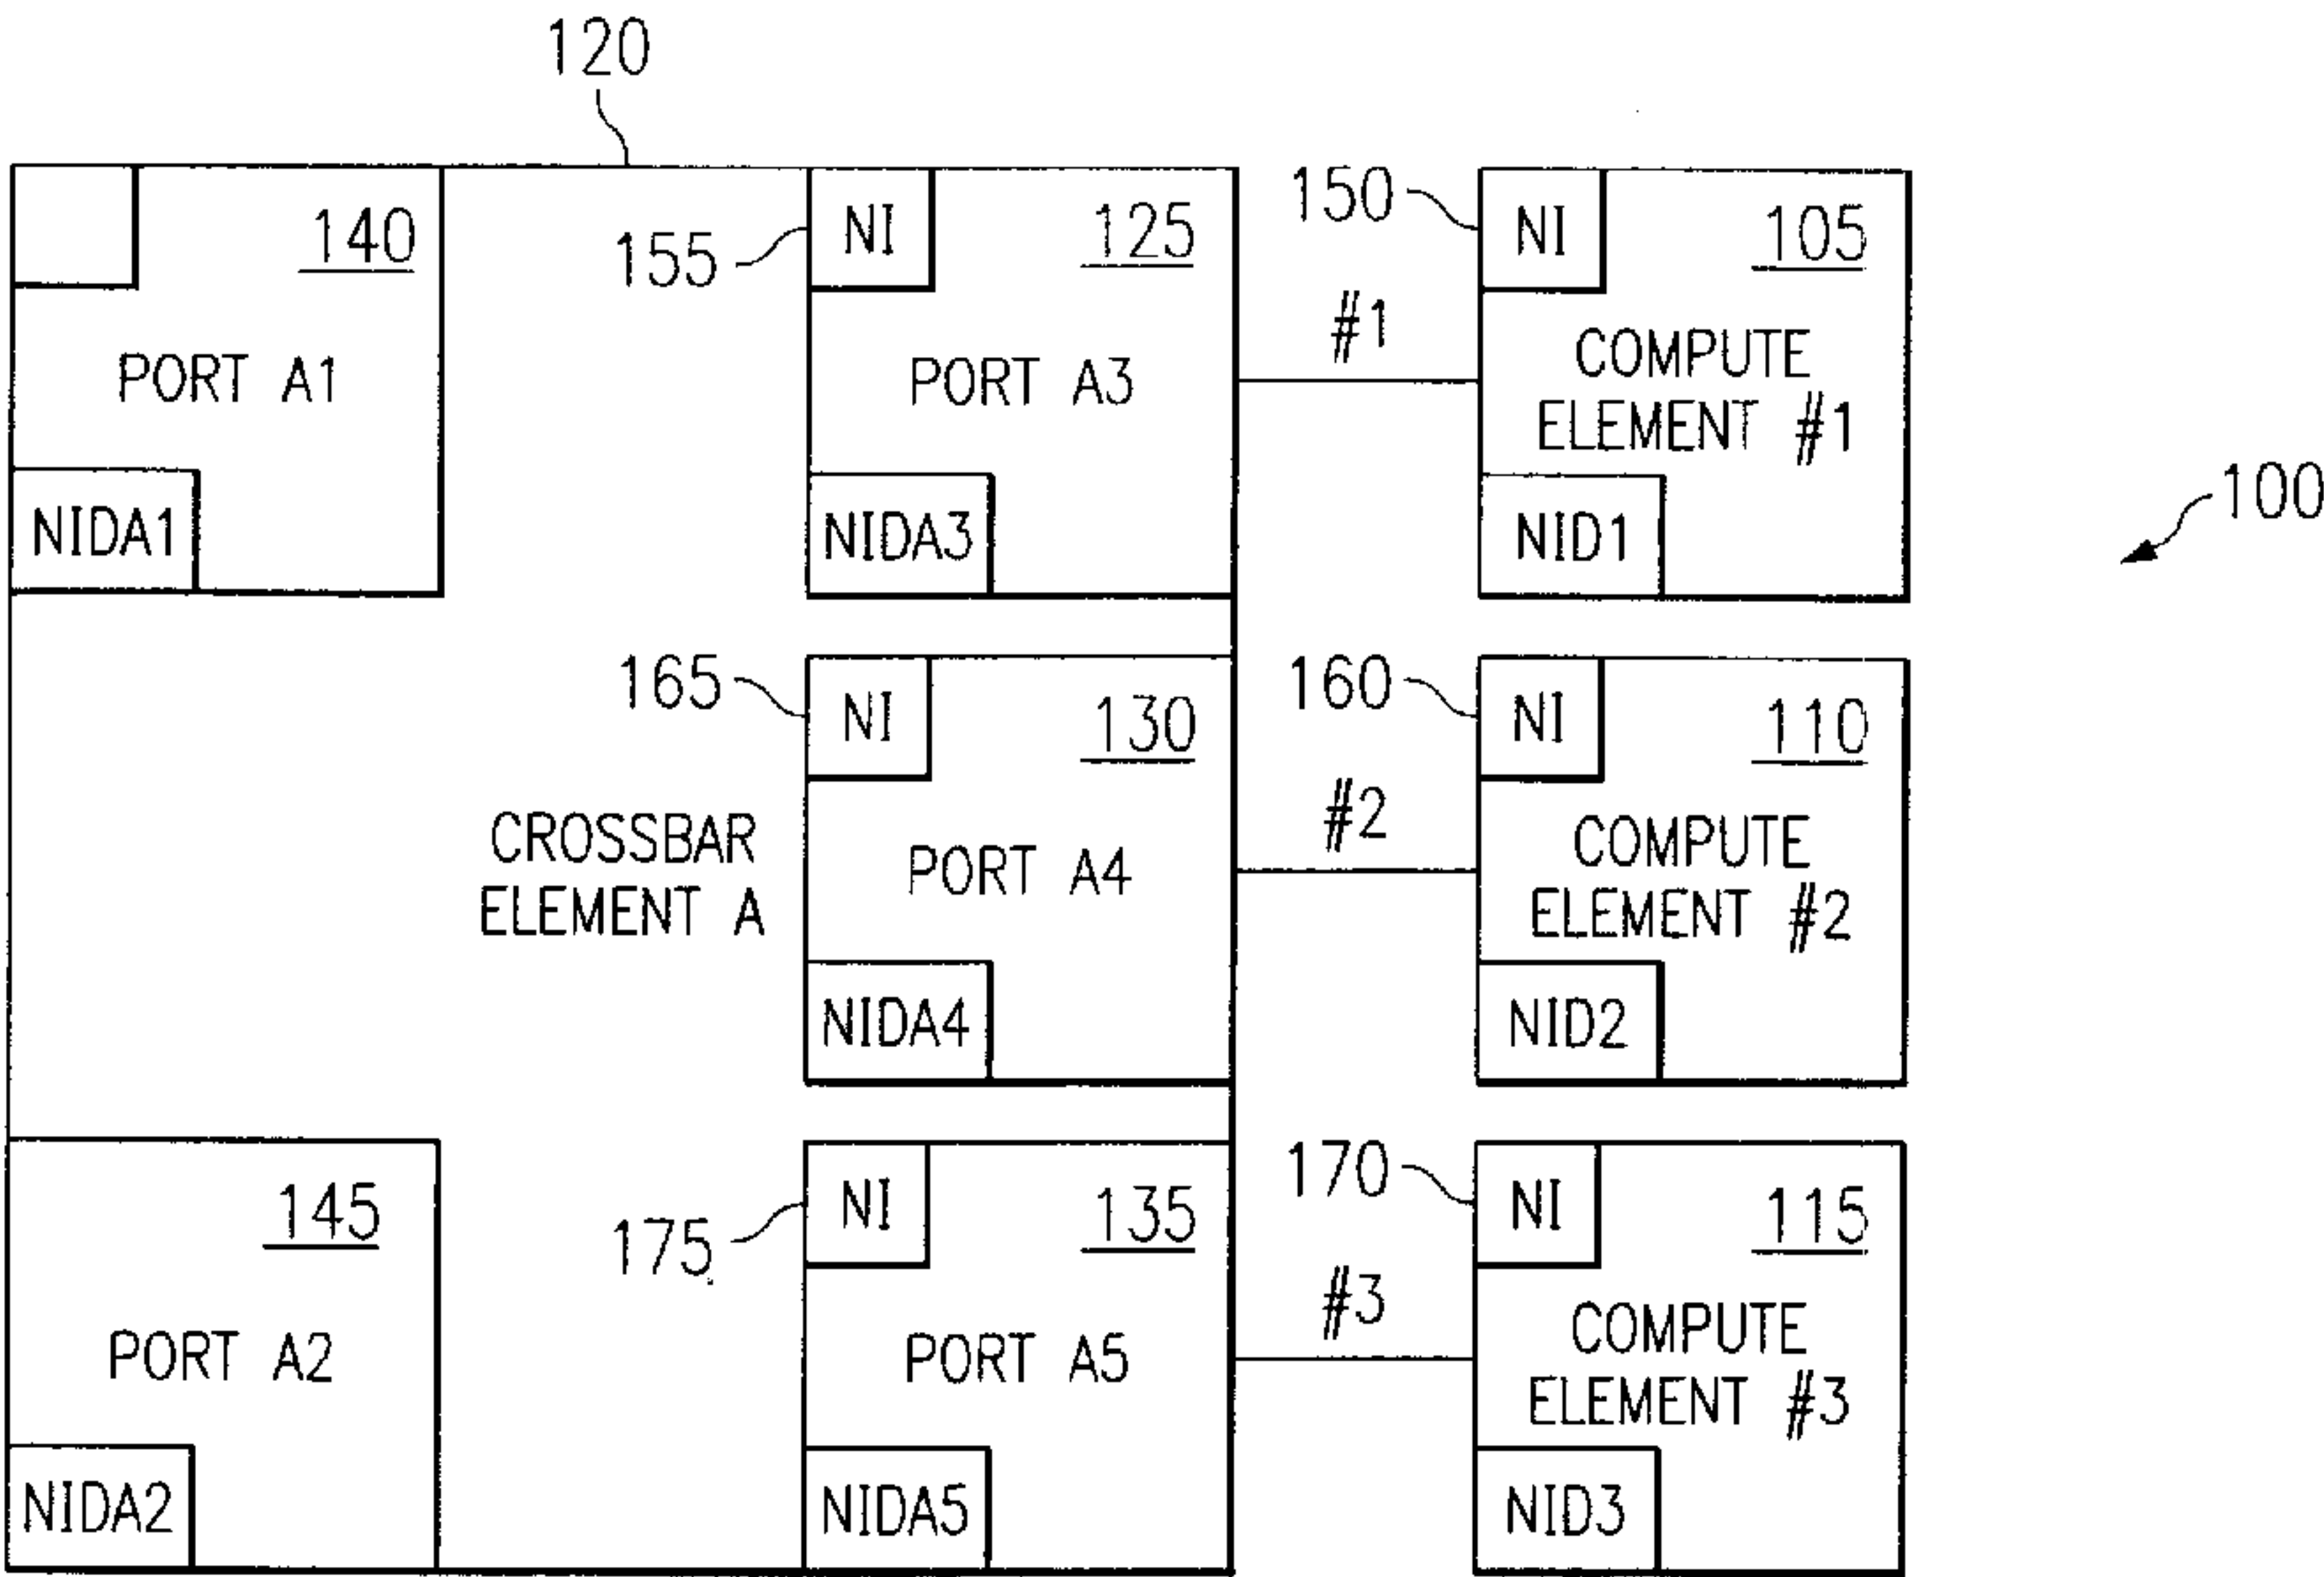 120
140
PORT A1
NIDA1
155
NI
125
PORT A3
NIDA3
150
#1
NI
105
COMPUTE
ELEMENT #1
NID1
100
CROSSBAR
ELEMENT A
165
NI
130
PORT A4
NIDA4
160
#2
NI
110
COMPUTE
ELEMENT #2
NID2
145
PORT A2
NIDA2
175
NI
135
PORT A5
NIDA5
170
#3
NI
115
COMPUTE
ELEMENT #3
NID3